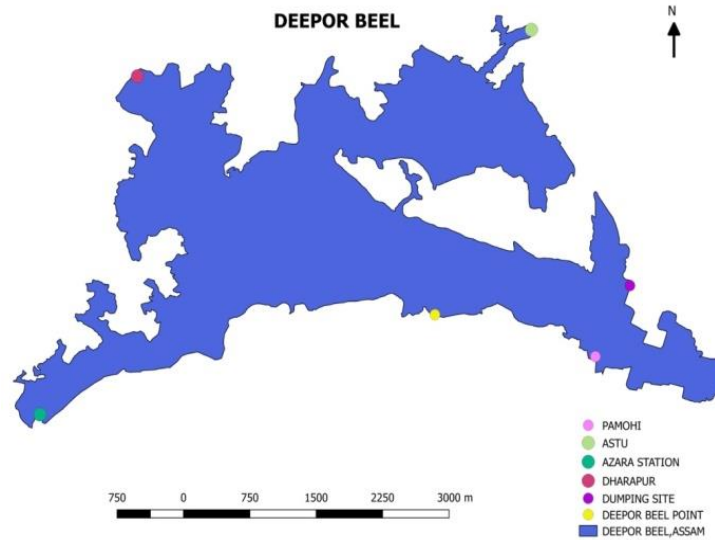 DEEPOR BEEL
N
PAMOHI
ASTU
AZARA STATION
DHARAPUR
DUMPING SITE
DEEPOR BEEL POINT
DEEPOR BEEL,ASSAM
750 0 750 1500 2250 3000 m